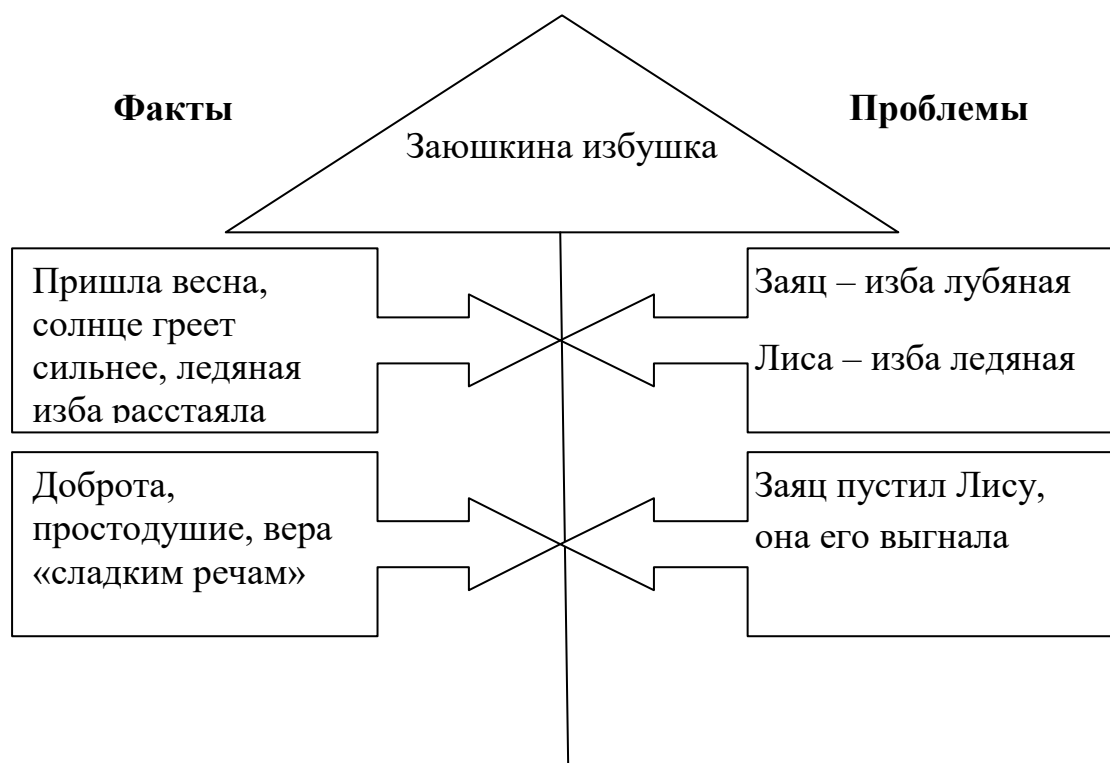 Факты
Проблемы
Заюшкина избушка
Пришла весна,
солнце греет
сильнее, ледяная
изба расстаяла
Заяц – изба лубяная
Лиса – изба ледяная
Доброта,
простодушие, вера
«сладким речам»
Заяц пустил Лису,
она его выгнала